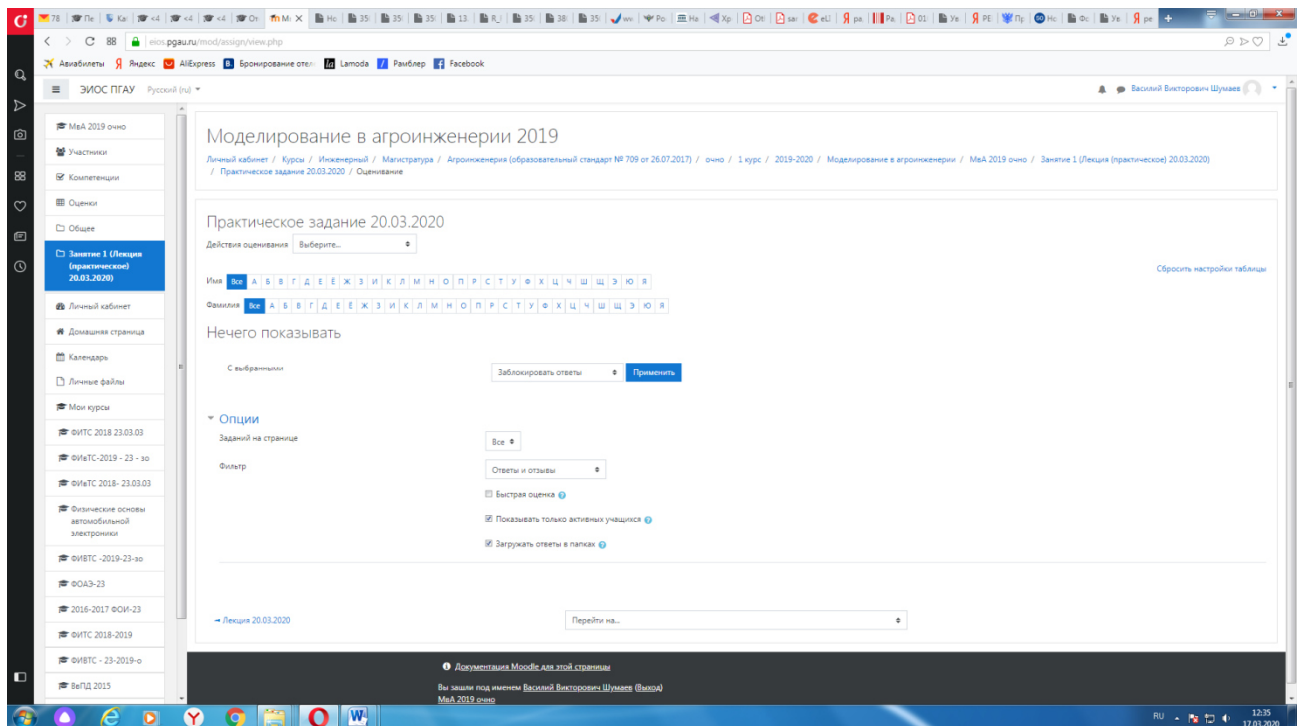 eios.pgau.ru/mod/assign/view.php
Авиабилеты Яндекс AliExpress Бронирование отел Lamoda Рамблер Facebook
ЭИОС ПГАУ Русский (ru)
Василий Викторович Шумаев
МвА 2019 очно
Участники
Компетенции
Оценки
Общее
Занятие 1 (Лекция
(практическое)
20.03.2020)
Личный кабинет
Домашняя страница
Календарь
Личные файлы
Мои курсы
ФИТС 2018 23.03.03
ФИвТС-2019 - 23 - зо
ФИвТС 2018- 23.03.03
Физические основы
автомобильной
электроники
ФИВТС -2019-23-зо
ФОАЭ-23
2016-2017 ФОИ-23
ФИТС 2018-2019
ФИВТС - 23-2019-о
ВеПД 2015
Моделирование в агроинженерии 2019
Личный кабинет / Курсы / Инженерный / Магистратура / Агроинженерия (образовательный стандарт № 709 от 26.07.2017) / очно / 1 курс / 2019-2020 / Моделирование в агроинженерии / МвА 2019 очно / Занятие 1 (Лекция (практическое) 20.03.2020)
/ Практическое задание 20.03.2020 / Оценивание
Практическое задание 20.03.2020
Действия оценивания Выберите...
Сбросить настройки таблицы
Имя Все А Б В Г Д Е Ё Ж З И К Л М Н О П Р С Т У Ф Х Ц Ч Ш Щ Э Ю Я
Фамилия Все А Б В Г Д Е Ё Ж З И К Л М Н О П Р С Т У Ф Х Ц Ч Ш Щ Э Ю Я
Нечего показывать
С выбранными Заблокировать ответы Применить
Опции
Заданий на странице Все
Фильтр Ответы и отзывы
Быстрая оценка
Показывать только активных учащихся
Загружать ответы в папках
Лекция 20.03.2020 Перейти на...
Документация Moodle для этой страницы
Вы зашли под именем Василий Викторович Шумаев (Выход)
МвА 2019 очно
RU 12:35
17.03.2020